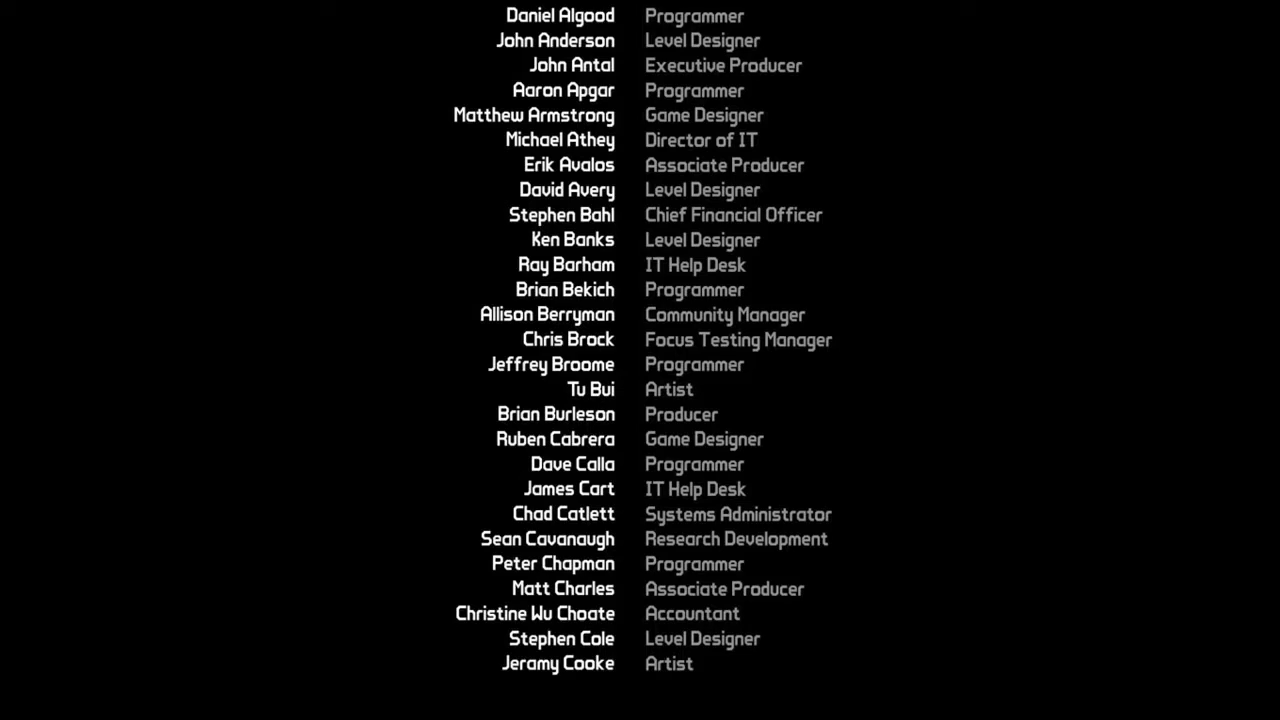 Daniel Algood Programmer
John Anderson Level Designer
John Antal Executive Producer
Aaron Apgar Programmer
Matthew Armstrong Game Designer
Michael Athey Director of IT
Erik Avalos Associate Producer
David Avery Level Designer
Stephen Bahl Chief Financial Officer
Ken Banks Level Designer
Ray Barham IT Help Desk
Brian Bekich Programmer
Allison Berryman Community Manager
Chris Brock Focus Testing Manager
Jeffrey Broome Programmer
Tu Bui Artist
Brian Burleson Producer
Ruben Cabrera Game Designer
Dave Calla Programmer
James Cart IT Help Desk
Chad Catlett Systems Administrator
Sean Cavanaugh Research Development
Peter Chapman Programmer
Matt Charles Associate Producer
Christine Wu Choate Accountant
Stephen Cole Level Designer
Jeramy Cooke Artist